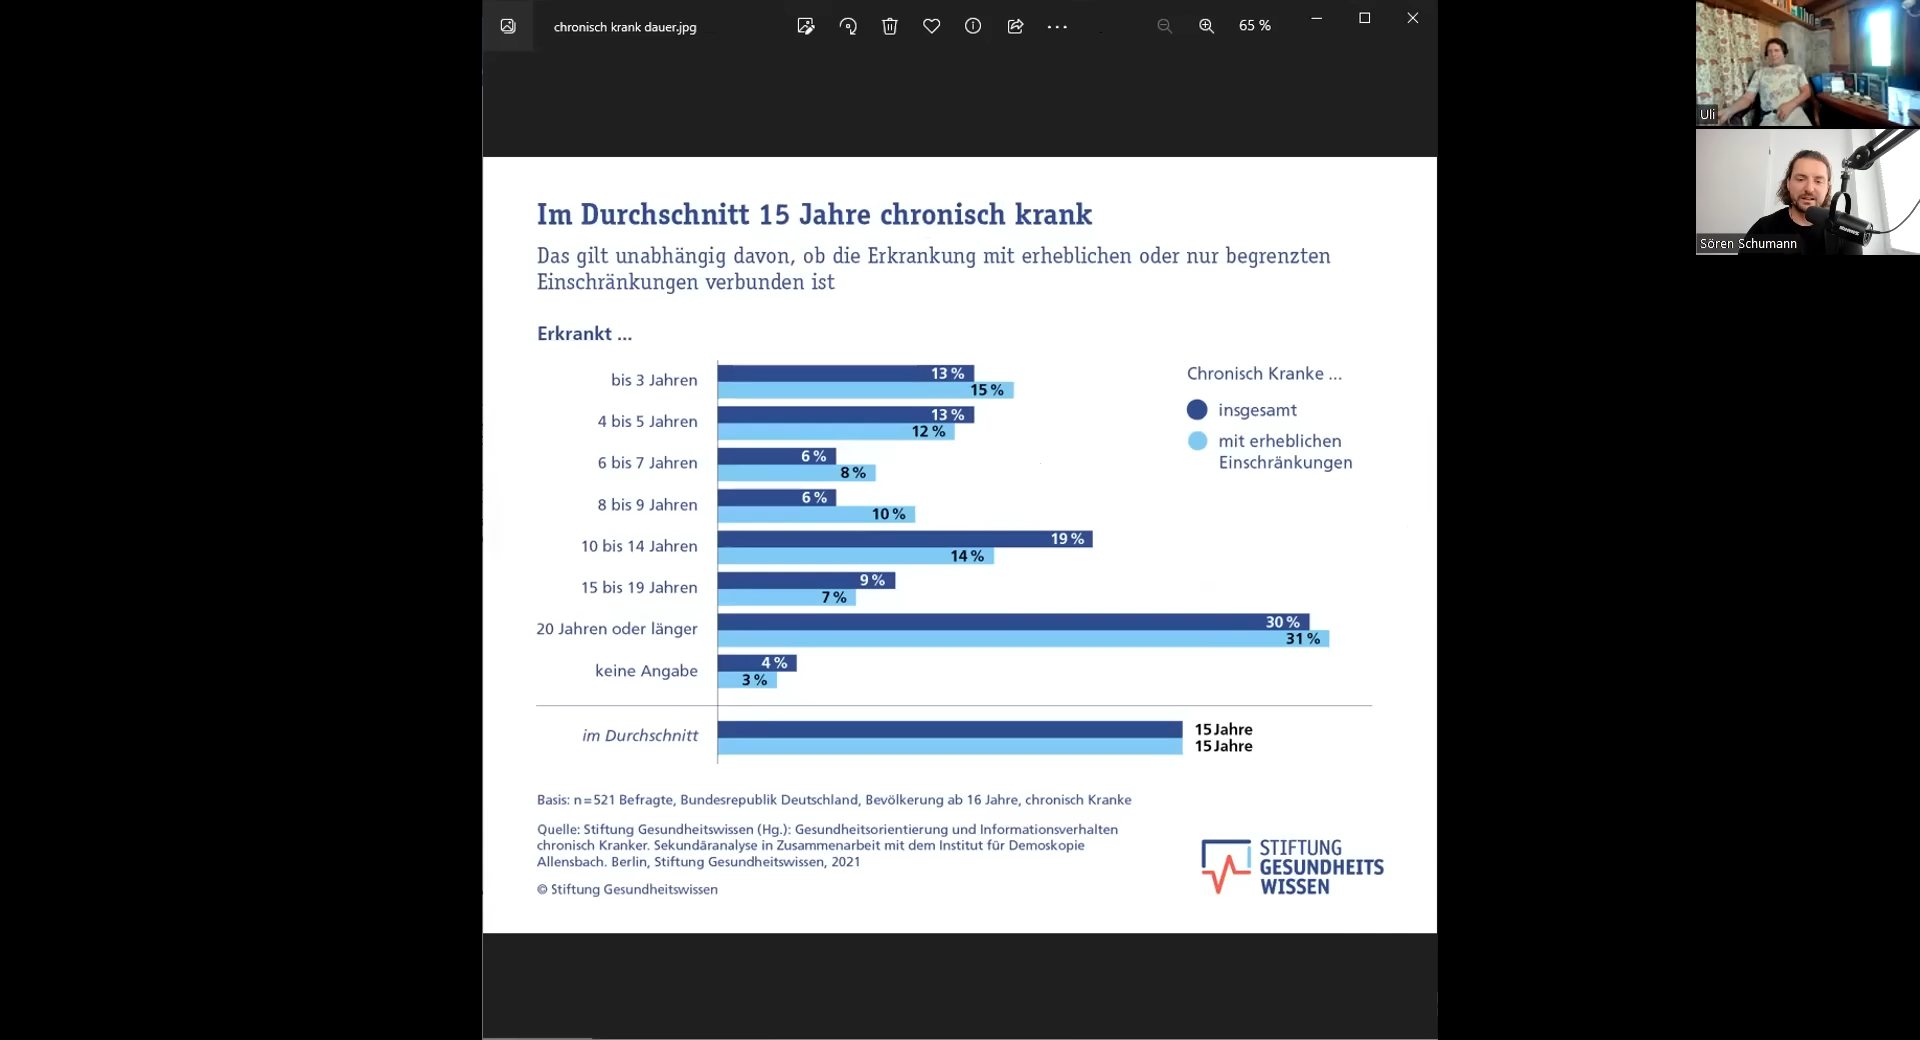 chronisch krank dauer.jpg
65 %
Uli
Sören Schumann
Im Durchschnitt 15 Jahre chronisch krank
Das gilt unabhängig davon, ob die Erkrankung mit erheblichen oder nur begrenzten
Einschränkungen verbunden ist
Erkrankt ...
bis 3 Jahren
13 %
15 %
4 bis 5 Jahren
13 %
12 %
6 bis 7 Jahren
6 %
8 %
8 bis 9 Jahren
6 %
10 %
10 bis 14 Jahren
19 %
14 %
15 bis 19 Jahren
9 %
7 %
20 Jahren oder länger
30 %
31 %
keine Angabe
4 %
3 %
im Durchschnitt
15 Jahre
15 Jahre
Chronisch Kranke ...
insgesamt
mit erheblichen
Einschränkungen
Basis: n = 521 Befragte, Bundesrepublik Deutschland, Bevölkerung ab 16 Jahre, chronisch Kranke
Quelle: Stiftung Gesundheitswissen (Hg.): Gesundheitsorientierung und Informationsverhalten
chronisch Kranker. Sekundäranalyse in Zusammenarbeit mit dem Institut für Demoskopie
Allensbach. Berlin, Stiftung Gesundheitswissen, 2021
© Stiftung Gesundheitswissen
STIFTUNG
GESUNDHEITS
WISSEN